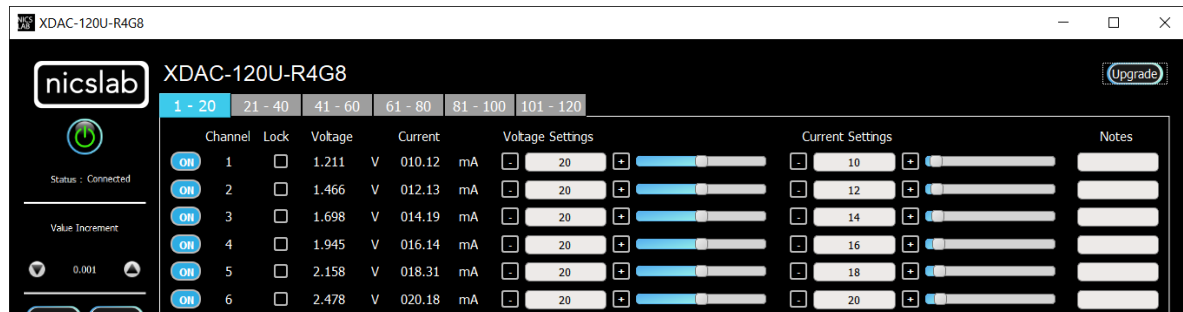 NICS LAB XDAC-120U-R4G8
nicslab XDAC-120U-R4G8 Upgrade
1 - 20 21 - 40 41 - 60 61 - 80 81 - 100 101 - 120
Channel Lock Voltage Current Voltage Settings Current Settings Notes
ON 1 1.211 V 010.12 mA - 20 + - 10 +
Status : Connected
ON 2 1.466 V 012.13 mA - 20 + - 12 +
ON 3 1.698 V 014.19 mA - 20 + - 14 +
Value Increment
ON 4 1.945 V 016.14 mA - 20 + - 16 +
0.001
ON 5 2.158 V 018.31 mA - 20 + - 18 +
ON 6 2.478 V 020.18 mA - 20 + - 20 +